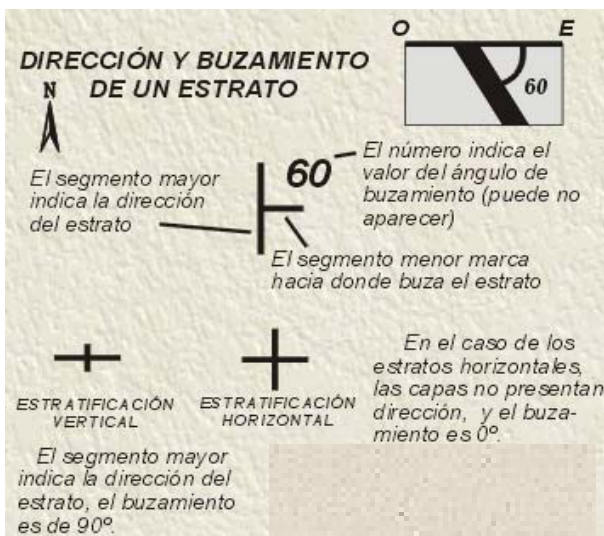 DIRECCIÓN Y BUZAMIENTO
DE UN ESTRATO
N
O
E
60
El segmento mayor
indica la dirección
del estrato
60
El número indica el
valor del ángulo de
buzamiento (puede no
aparecer)
El segmento menor marca
hacia donde buza el estrato
ESTRATIFICACIÓN
VERTICAL
ESTRATIFICACIÓN
HORIZONTAL
En el caso de los
estratos horizontales,
las capas no presentan
dirección, y el buza-
miento es 0º.
El segmento mayor
indica la dirección del
estrato, el buzamiento
es de 90º.